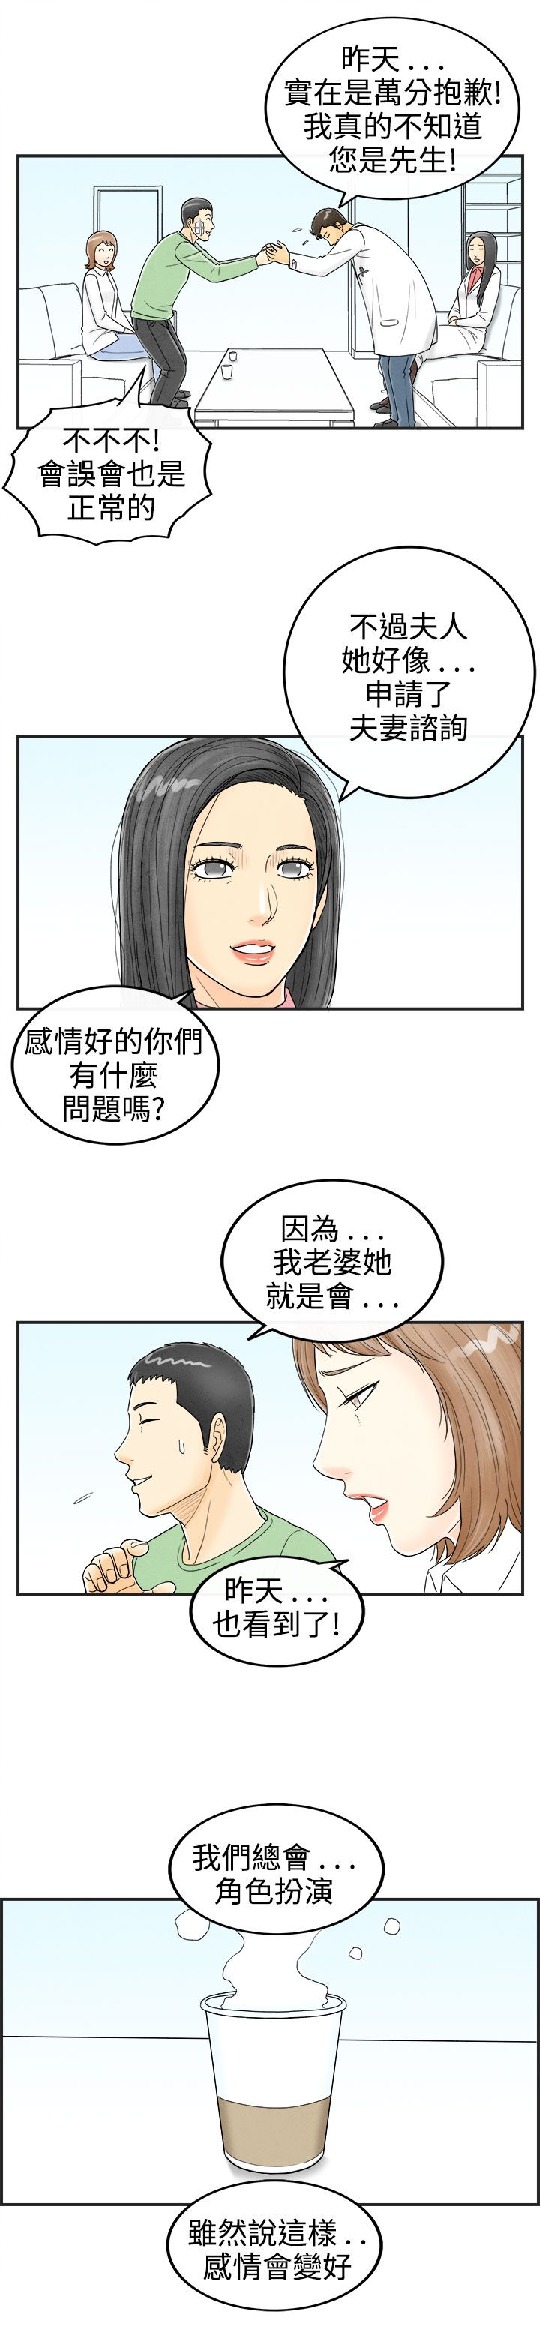 昨天...
實在是萬分抱歉!
我真的不知道
您是先生!
不不不!
會誤會也是
正常的
不過夫人
她好像...
申請了
夫妻諮詢
感情好的你們
有什麼
問題嗎?
因為...
我老婆她
就是會...
昨天...
也看到了!
我們總會...
角色扮演
雖然說這樣..
感情會變好